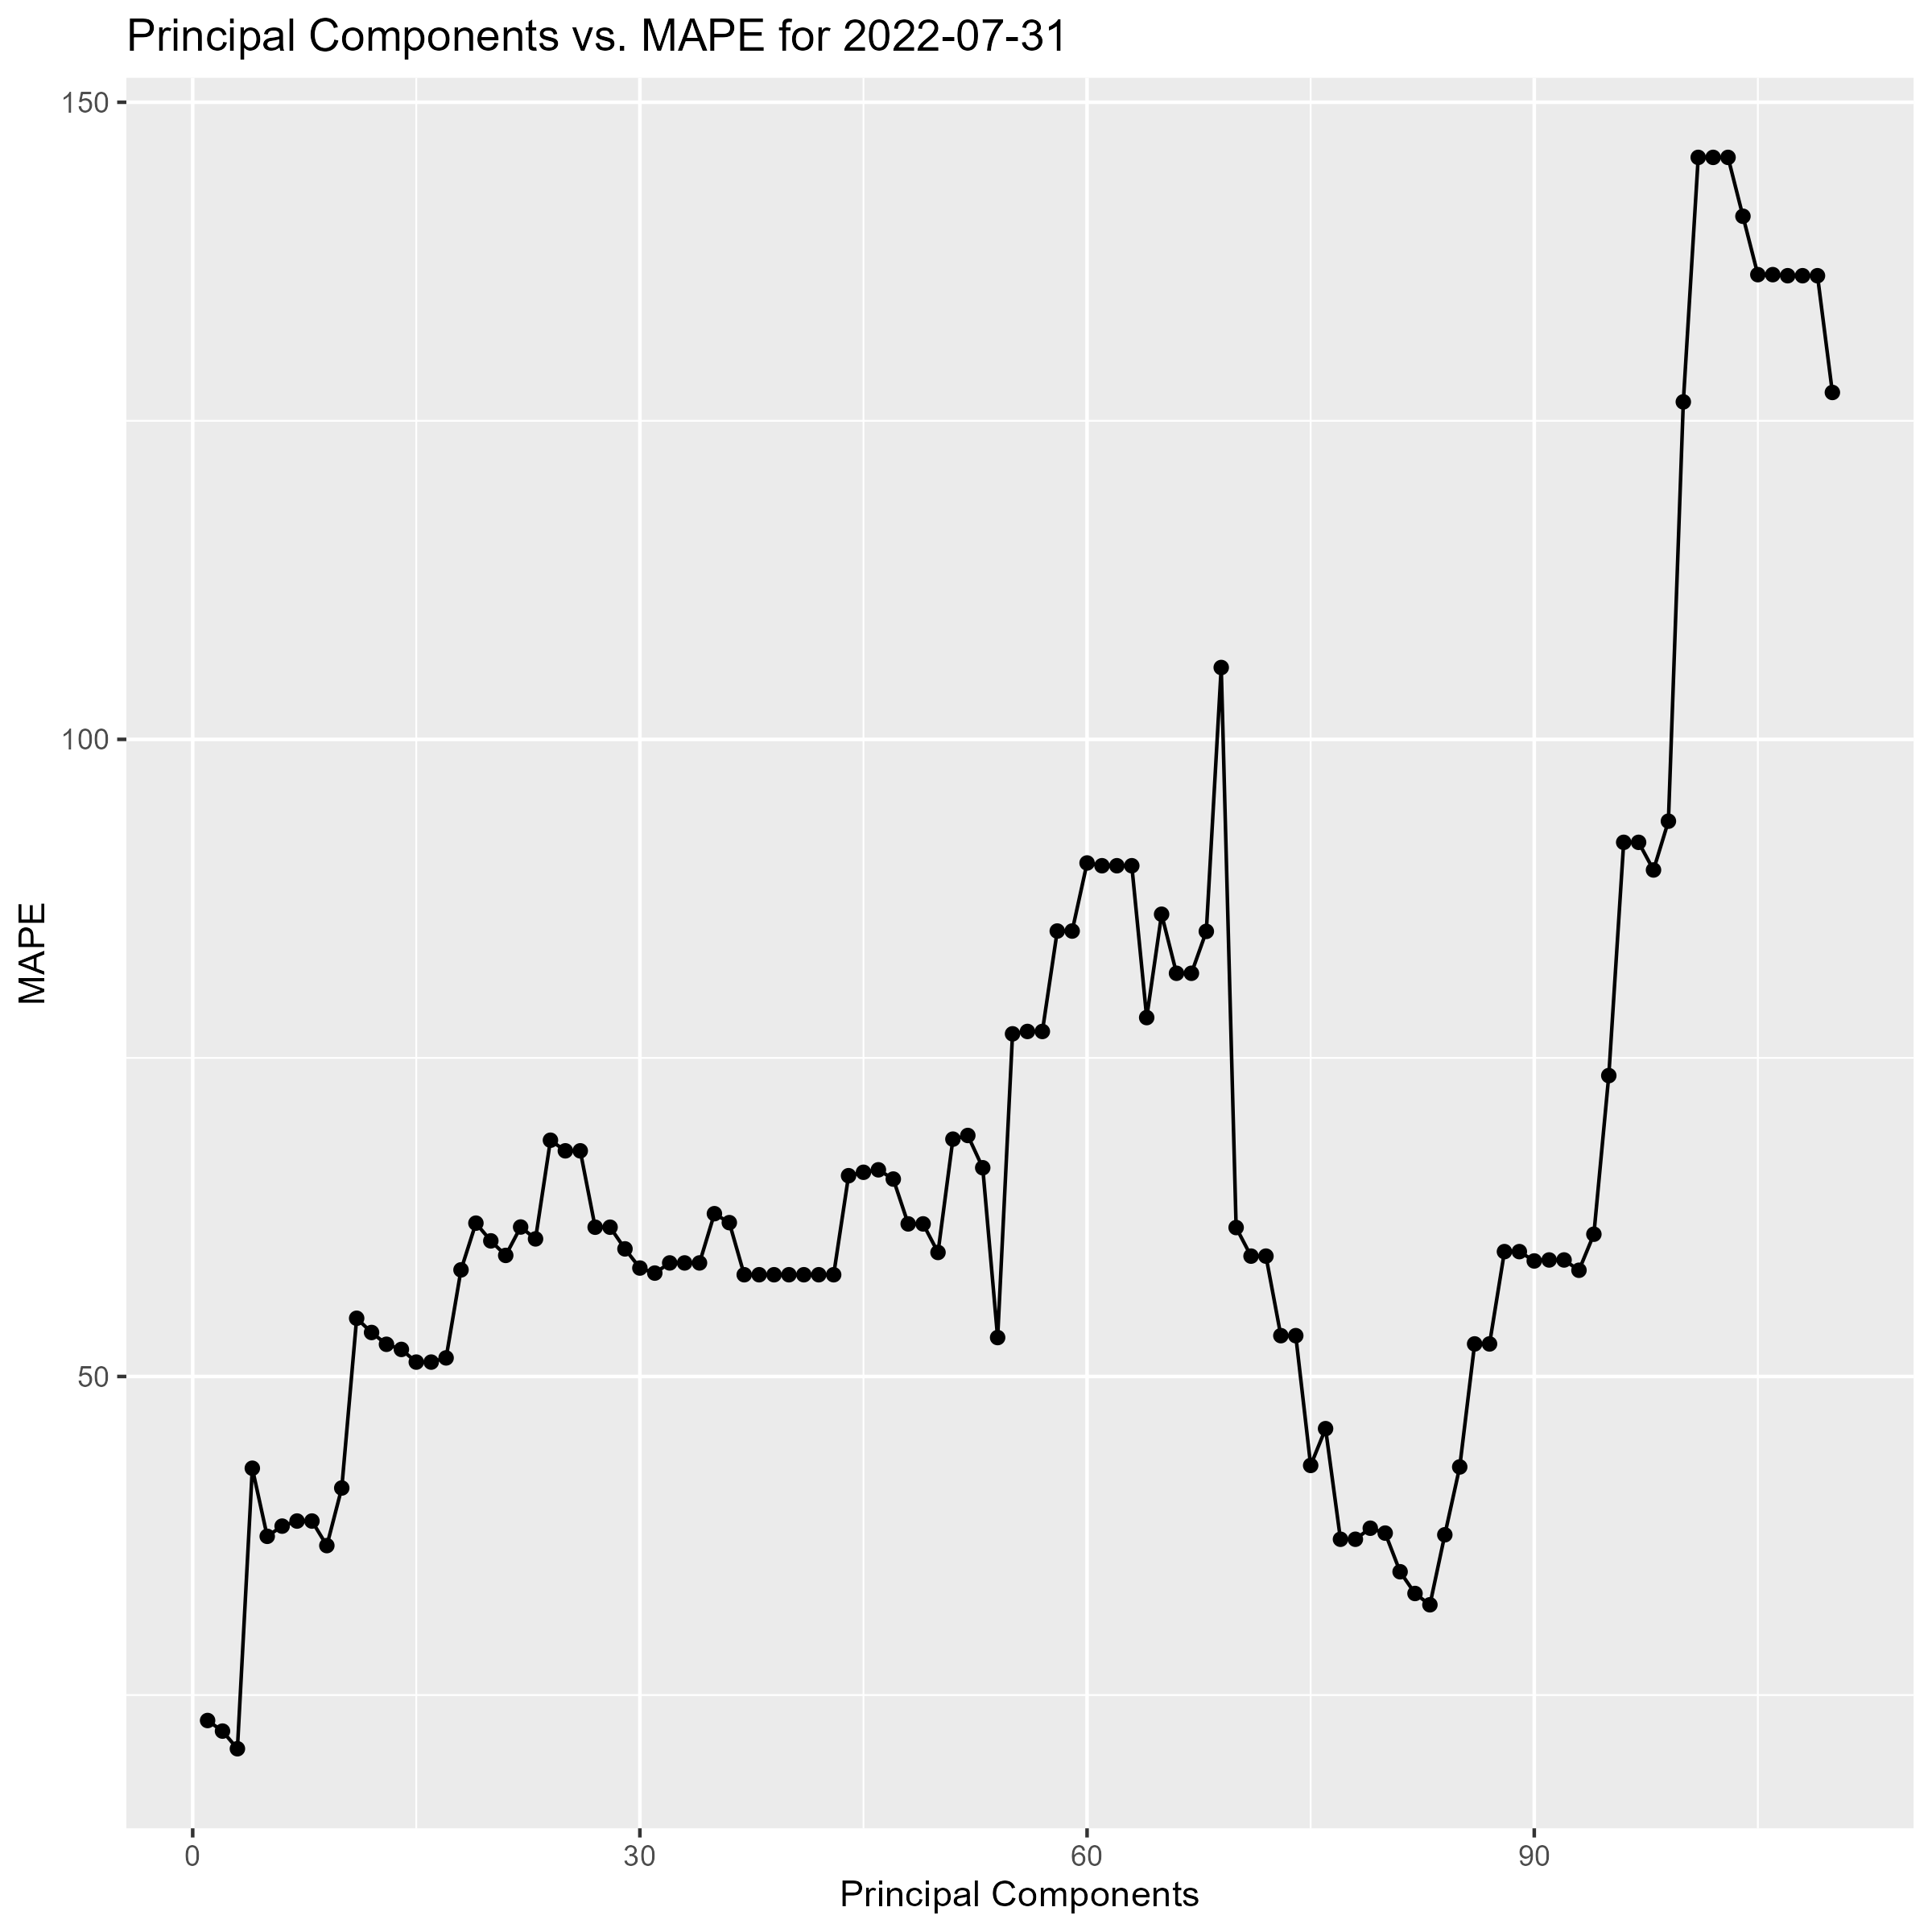 Principal Components vs. MAPE for 2022-07-31
150
100
50
MAPE
0 30 60 90
Principal Components